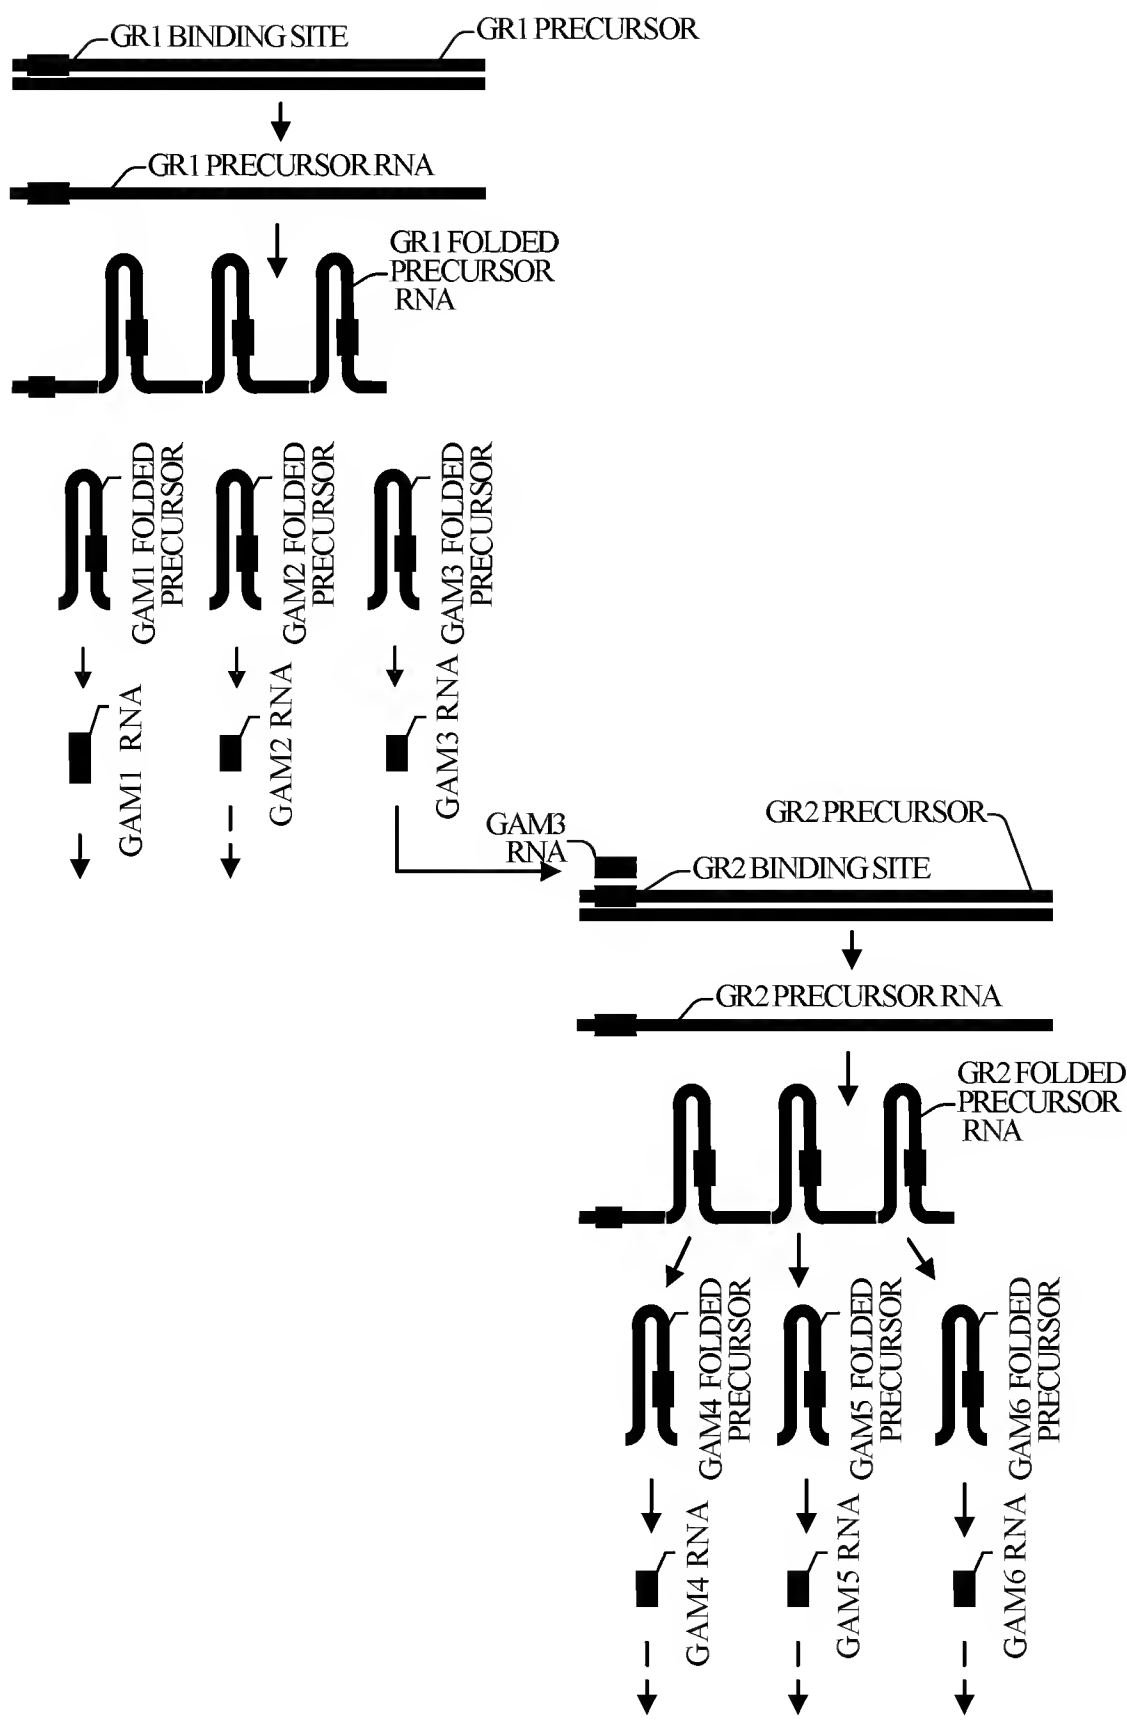 GR1 BINDING SITE
GR1 PRECURSOR
GR1 PRECURSOR RNA
GR1 FOLDED
PRECURSOR
RNA
GAM1 FOLDED
PRECURSOR
GAM2 FOLDED
PRECURSOR
GAM3 FOLDED
PRECURSOR
GAM1 RNA
GAM2 RNA
GAM3 RNA
GAM3
RNA
GR2 PRECURSOR
GR2 BINDING SITE
GR2 PRECURSOR RNA
GR2 FOLDED
PRECURSOR
RNA
GAM4 FOLDED
PRECURSOR
GAM5 FOLDED
PRECURSOR
GAM6 FOLDED
PRECURSOR
GAM4 RNA
GAM5 RNA
GAM6 RNA